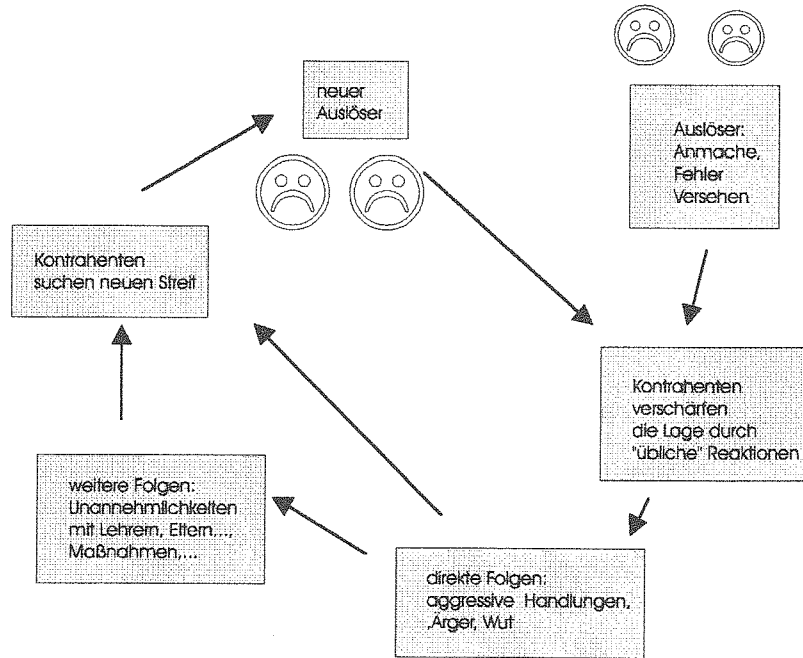 neuer
Auslöser
Auslöser:
Anmache,
Fehler
Versehen
Kontrahenten
suchen neuen Streit
Kontrahenten
verschärfen
die Lage durch
"übliche" Reaktionen
weitere Folgen:
Unannehmlichkeiten
mit Lehrern, Eltern...,
Maßnahmen,...
direkte Folgen:
aggressive Handlungen,
,Ärger, Wut